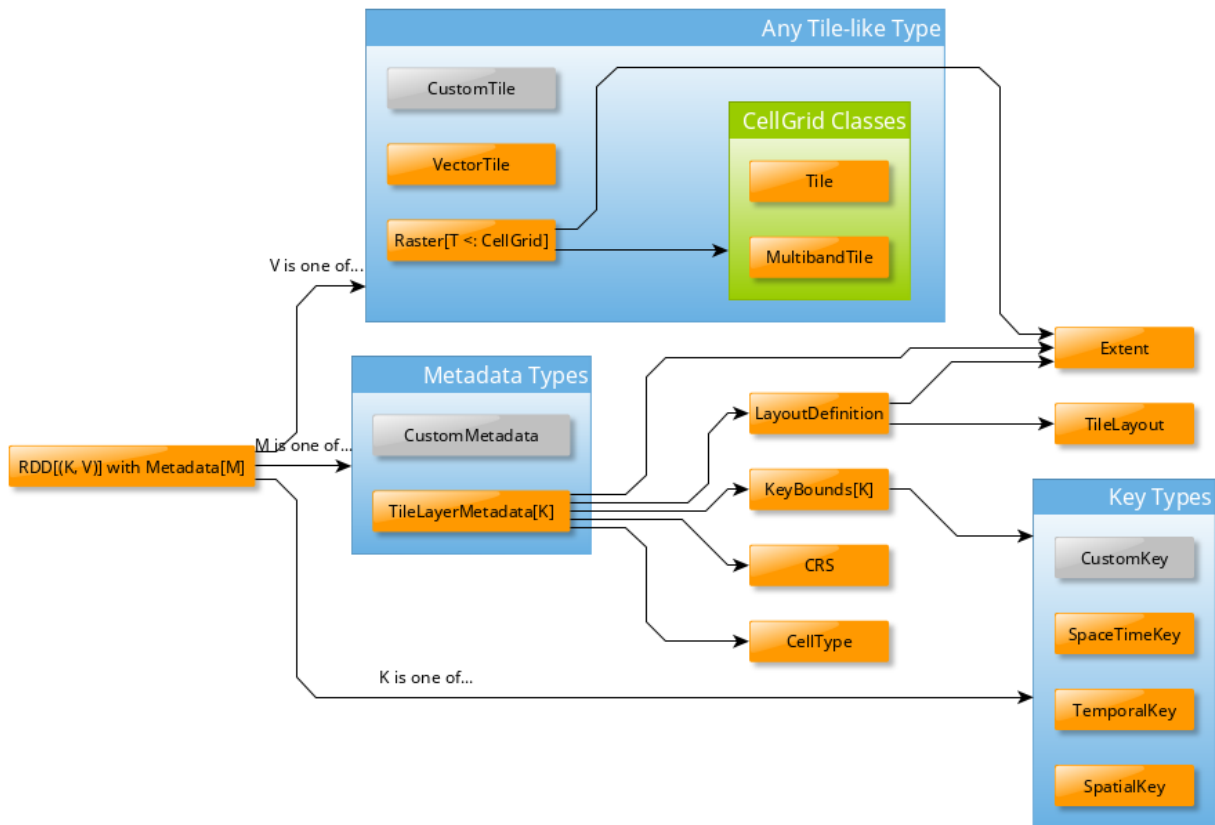 Any Tile-like Type
CustomTile
CellGrid Classes
VectorTile
Tile
Raster[T <: CellGrid]
MultibandTile
V is one of...
Extent
Metadata Types
LayoutDefinition
TileLayout
CustomMetadata
M is one of...
RDD[(K, V)] with Metadata[M]
KeyBounds[K]
Key Types
TileLayerMetadata[K]
CustomKey
CRS
SpaceTimeKey
CellType
K is one of...
TemporalKey
SpatialKey